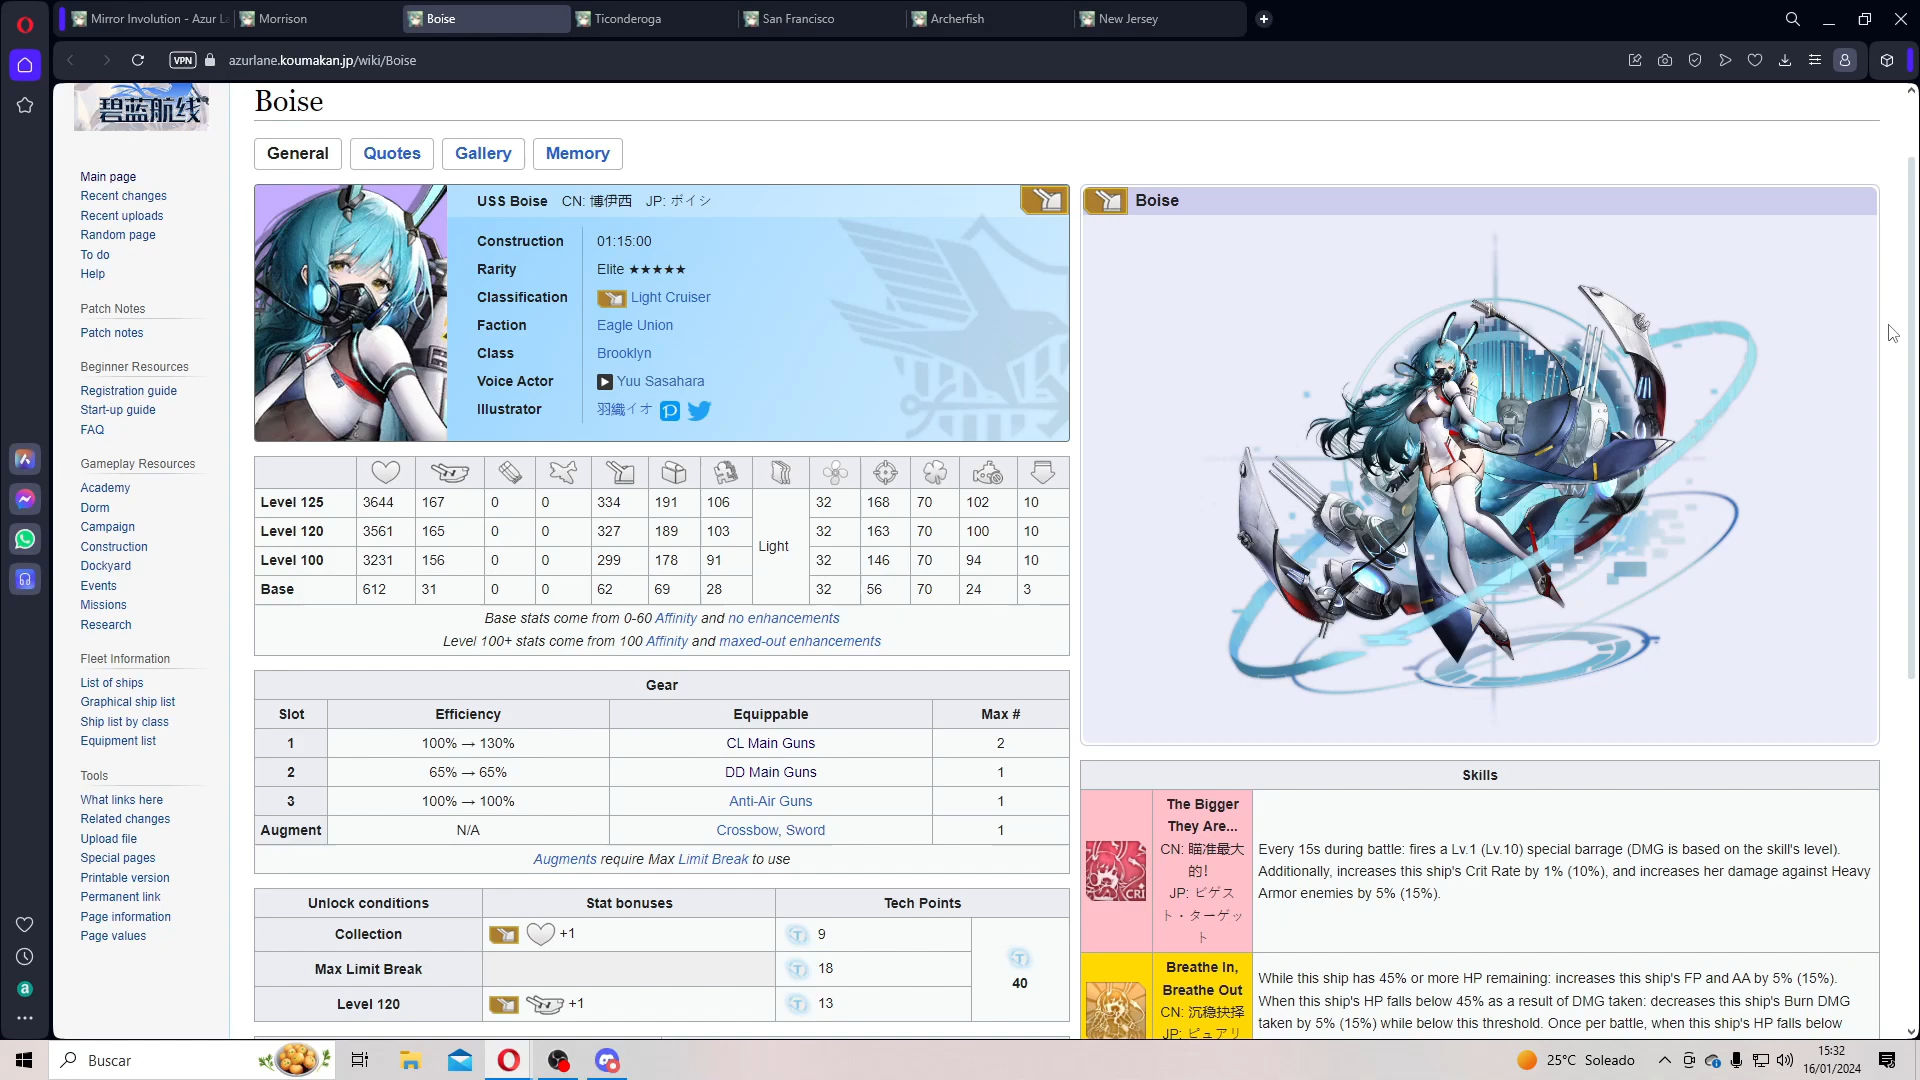 Mirror Involution - Azur La
Morrison
Boise
Ticonderoga
San Francisco
Archerfish
New Jersey
VPN
azurlane.koumakan.jp/wiki/Boise
碧蓝航线
Main page
Recent changes
Recent uploads
Random page
To do
Help
Patch Notes
Patch notes
Beginner Resources
Registration guide
Start-up guide
FAQ
Gameplay Resources
Academy
Dorm
Campaign
Construction
Dockyard
Events
Missions
Research
Fleet Information
List of ships
Graphical ship list
Ship list by class
Equipment list
Tools
What links here
Related changes
Upload file
Special pages
Printable version
Permanent link
Page information
Page values
Boise
General Quotes Gallery Memory
USS Boise CN: 博伊西 JP: ボイシ
Construction 01:15:00
Rarity Elite ★★★★★
Classification Light Cruiser
Faction Eagle Union
Class Brooklyn
Voice Actor Yuu Sasahara
Illustrator 羽織イオ
Level 125 3644 167 0 0 334 191 106 Light 32 168 70 102 10
Level 120 3561 165 0 0 327 189 103 32 163 70 100 10
Level 100 3231 156 0 0 299 178 91 32 146 70 94 10
Base 612 31 0 0 62 69 28 32 56 70 24 3
Base stats come from 0-60 Affinity and no enhancements
Level 100+ stats come from 100 Affinity and maxed-out enhancements
Gear
Slot Efficiency Equippable Max #
1 100% → 130% CL Main Guns 2
2 65% → 65% DD Main Guns 1
3 100% → 100% Anti-Air Guns 1
Augment N/A Crossbow, Sword 1
Augments require Max Limit Break to use
Unlock conditions Stat bonuses Tech Points
Collection +1 9
Max Limit Break 18
Level 120 +1 13
40
Boise
Skills
The Bigger
They Are...
CN: 瞄准最大
的!
JP: ビゲス
ト・ターゲッ
ト
CRI
Every 15s during battle: fires a Lv.1 (Lv.10) special barrage (DMG is based on the skill's level).
Additionally, increases this ship's Crit Rate by 1% (10%), and increases her damage against Heavy
Armor enemies by 5% (15%).
Breathe In,
Breathe Out
CN: 沉稳抉择
JP: ピュアリ
While this ship has 45% or more HP remaining: increases this ship's FP and AA by 5% (15%).
When this ship's HP falls below 45% as a result of DMG taken: decreases this ship's Burn DMG
taken by 5% (15%) while below this threshold. Once per battle, when this ship's HP falls below
Buscar
25°C Soleado
15:32
16/01/2024